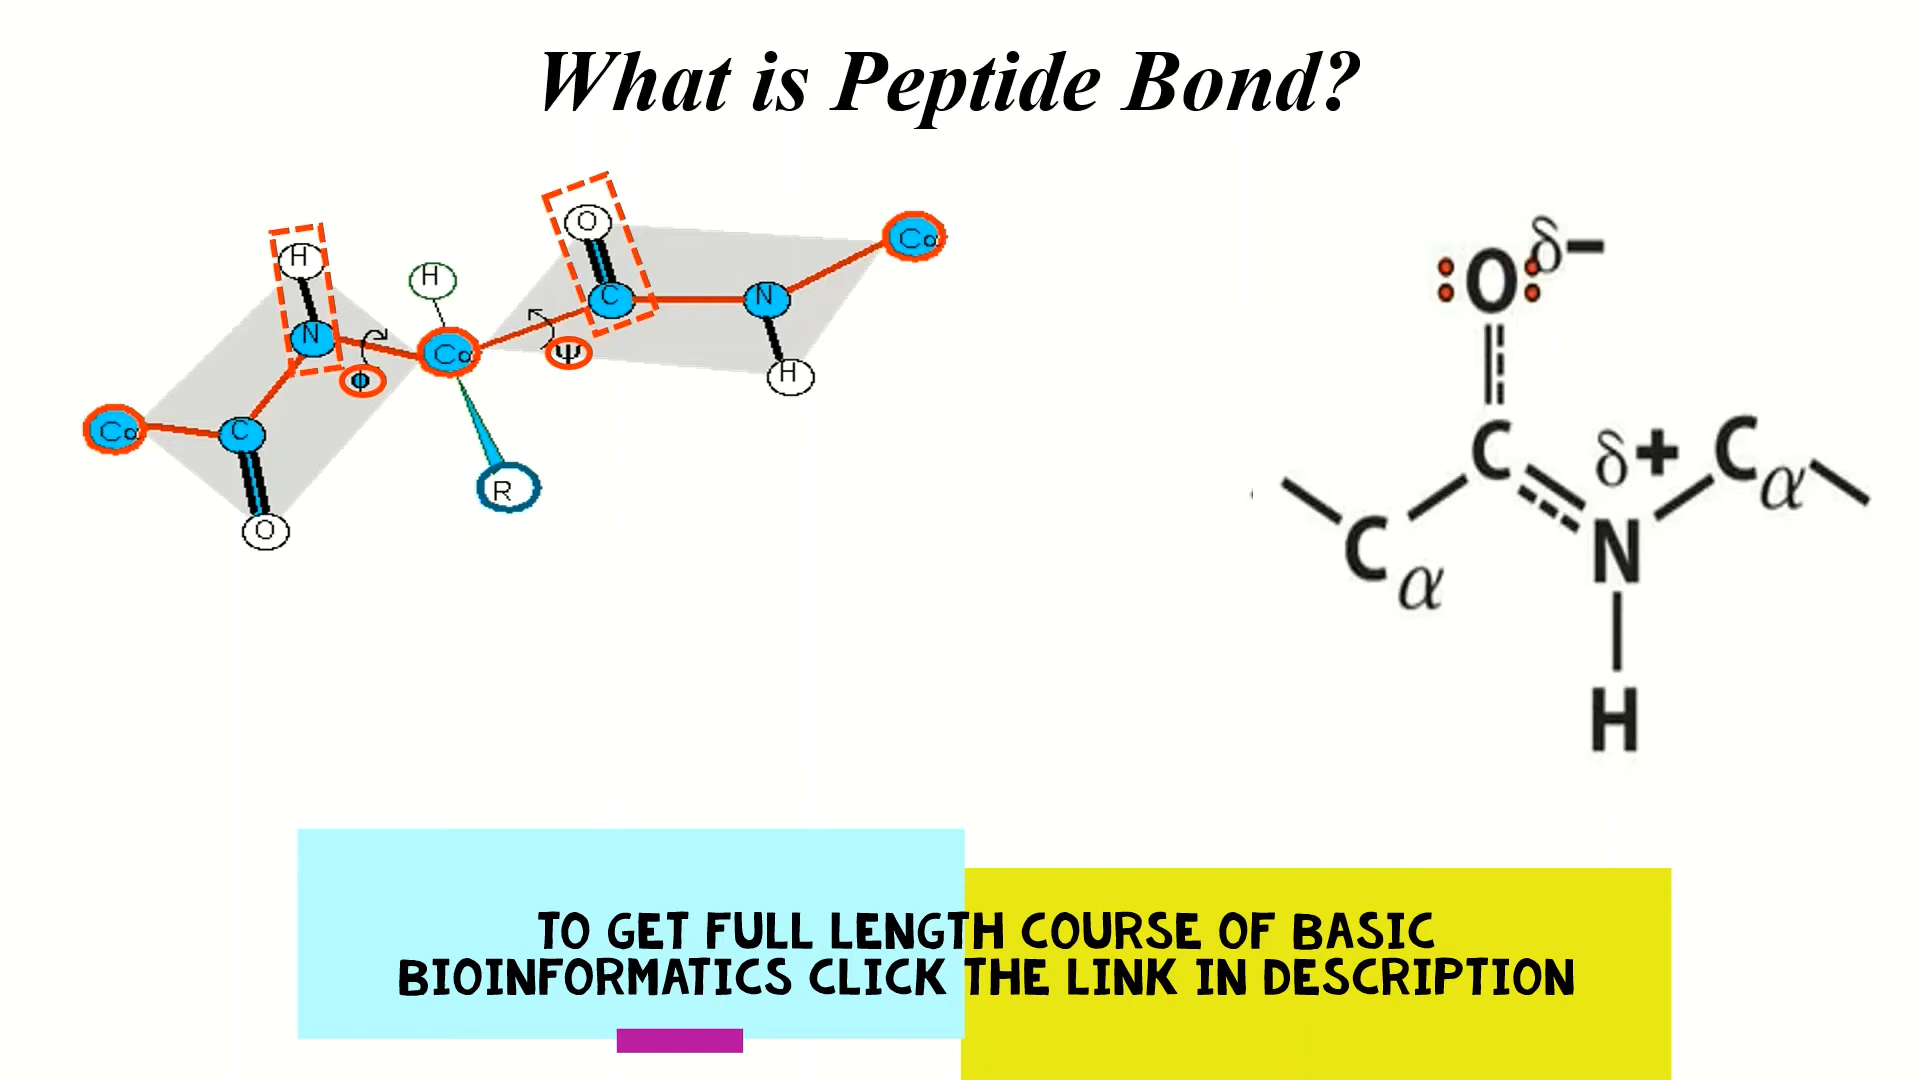 What is Peptide Bond?
H
O
Cα
H
N
C
N
Φ
Cα
Ψ
H
Cα
C
R
O
O δ−
C δ+ Cα
Cα N
H
TO GET FULL LENGTH COURSE OF BASIC
BIOINFORMATICS CLICK THE LINK IN DESCRIPTION